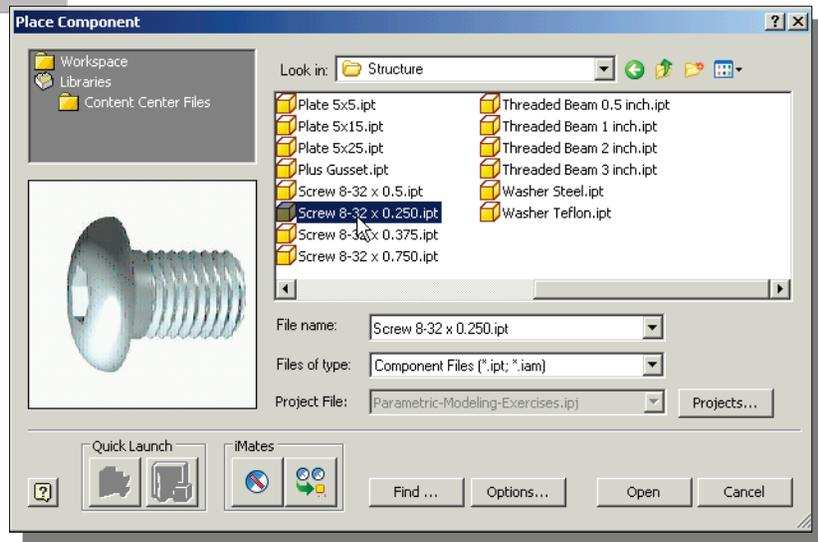 Place Component
Workspace
Libraries
Content Center Files
Look in: Structure
Plate 5x5.ipt
Plate 5x15.ipt
Plate 5x25.ipt
Plus Gusset.ipt
Screw 8-32 x 0.5.ipt
Screw 8-32 x 0.250.ipt
Screw 8-32 x 0.375.ipt
Screw 8-32 x 0.750.ipt
Threaded Beam 0.5 inch.ipt
Threaded Beam 1 inch.ipt
Threaded Beam 2 inch.ipt
Threaded Beam 3 inch.ipt
Washer Steel.ipt
Washer Teflon.ipt
File name: Screw 8-32 x 0.250.ipt
Files of type: Component Files (*.ipt; *.iam)
Project File: Parametric-Modeling-Exercises.ipj Projects...
Quick Launch iMates
Find ... Options... Open Cancel